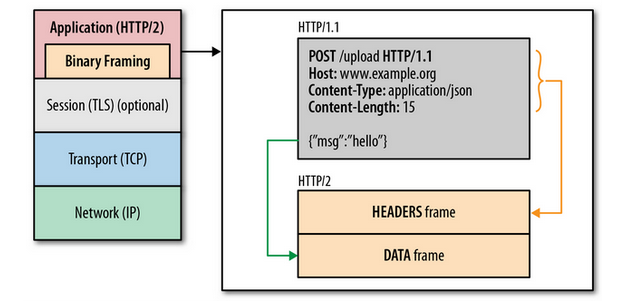 Application (HTTP/2)
Binary Framing
Session (TLS) (optional)
Transport (TCP)
Network (IP)
HTTP/1.1
POST /upload HTTP/1.1
Host: www.example.org
Content-Type: application/json
Content-Length: 15
{"msg":"hello"}
HTTP/2
HEADERS frame
DATA frame